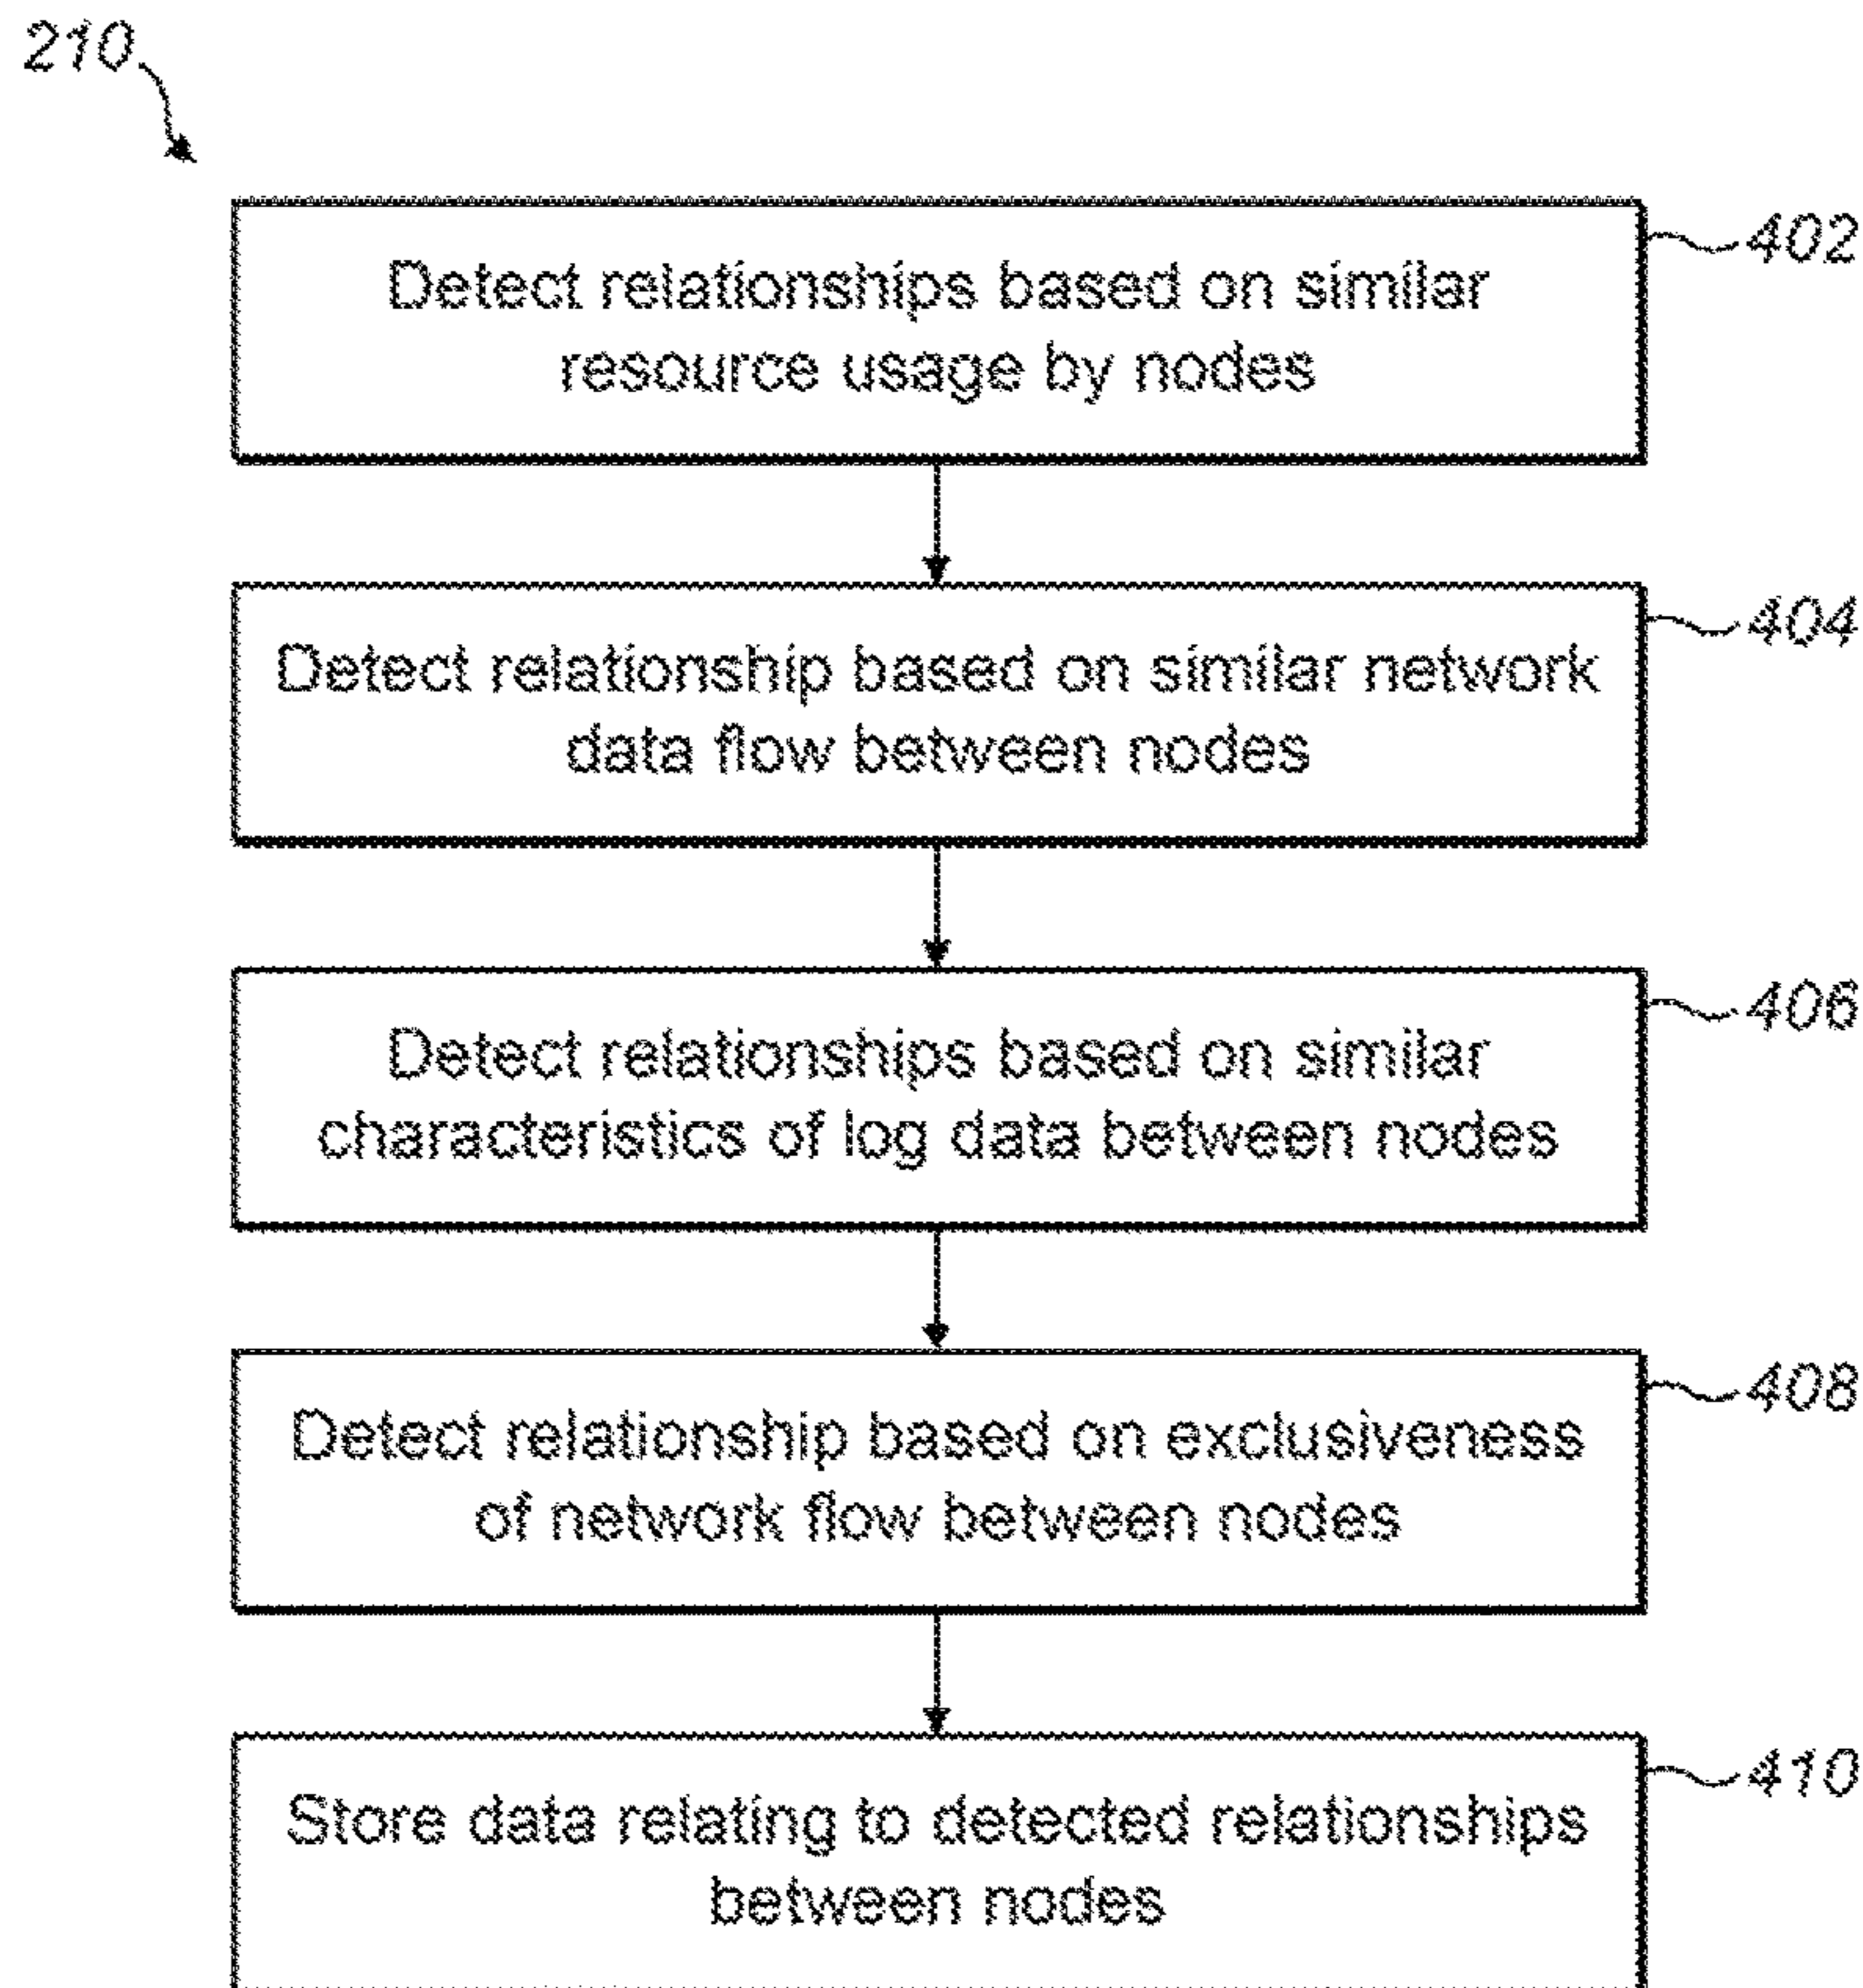 210
402
Detect relationships based on similar
resource usage by nodes
404
Detect relationship based on similar network
data flow between nodes
406
Detect relationships based on similar
characteristics of log data between nodes
408
Detect relationship based on exclusiveness
of network flow between nodes
410
Store data relating to detected relationships
between nodes